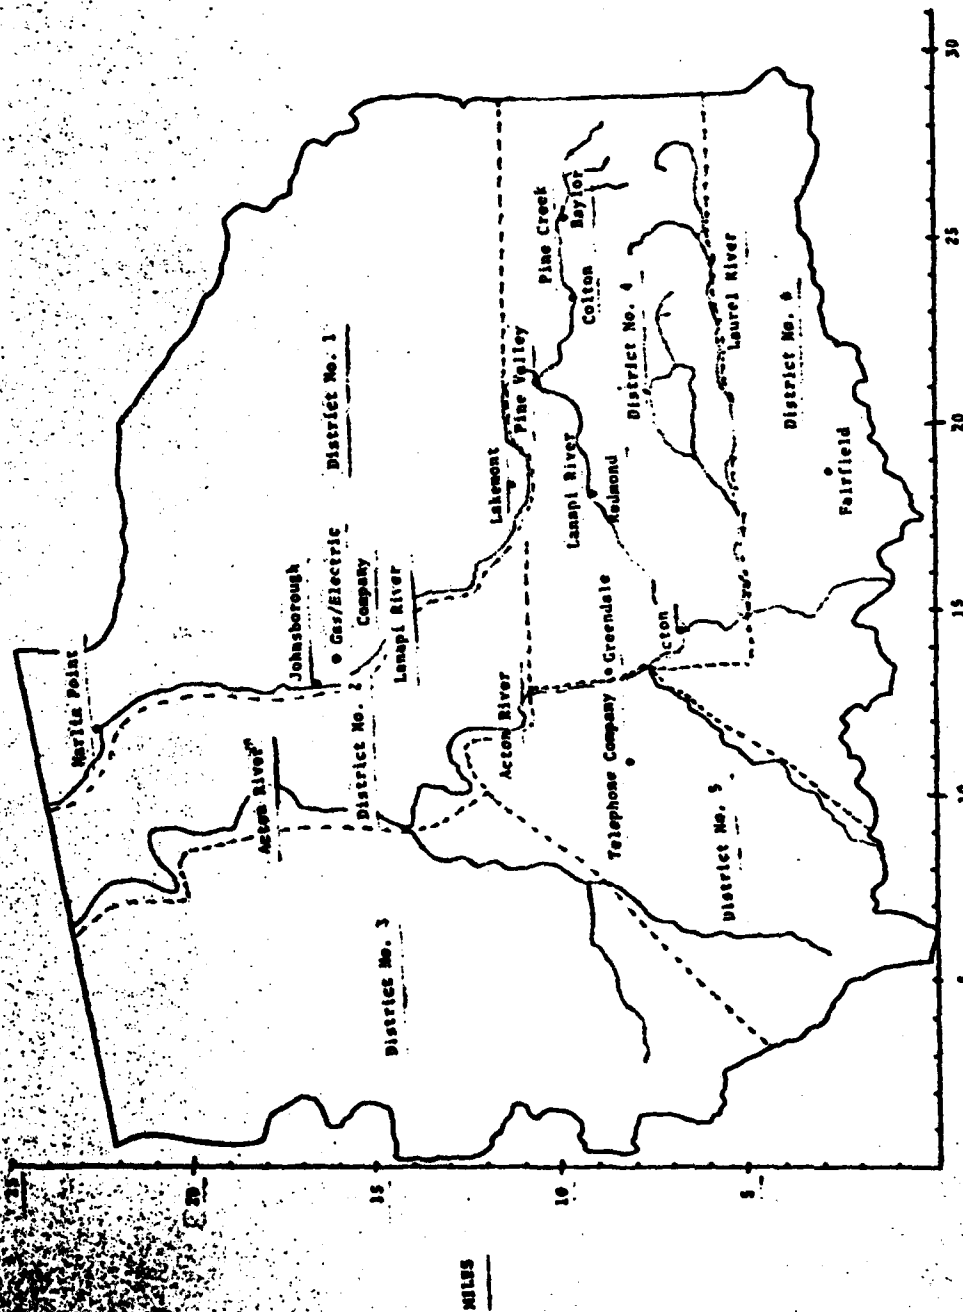 Marlin Point
Johnsborough
Gas/Electric
Company
Lanapi River
District No. 1
Acton River
District No. 2
Lakemont
Pine Valley
Acton River
Lanapi River
Redmond
Pine Creek
Baylor
Colton
District No. 4
Laurel River
District No. 3
Telephone Company
Greendale
Acton
District No. 5
District No. 6
Fairfield
MILES
25
20
15
10
5
10
15
20
25
30